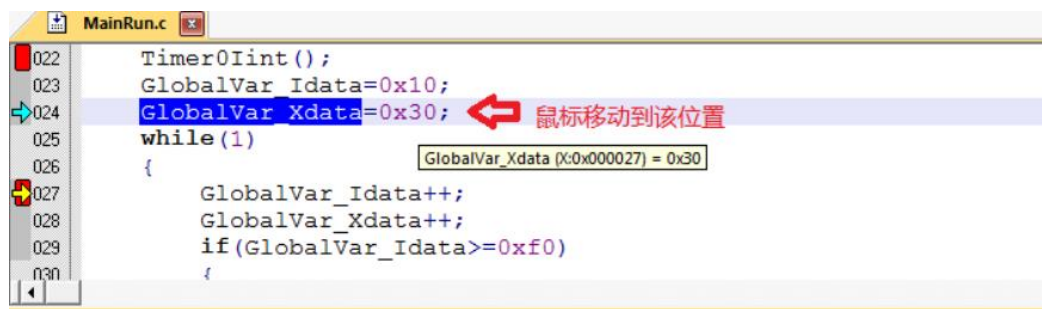 MainRun.c
022 Timer0Iint();
023 GlobalVar_Idata=0x10;
024 GlobalVar_Xdata=0x30; 鼠标移动到该位置
025 while(1)
GlobalVar_Xdata (X:0x000027) = 0x30
026 {
027 GlobalVar_Idata++;
028 GlobalVar_Xdata++;
029 if(GlobalVar_Idata>=0xf0)
030 {